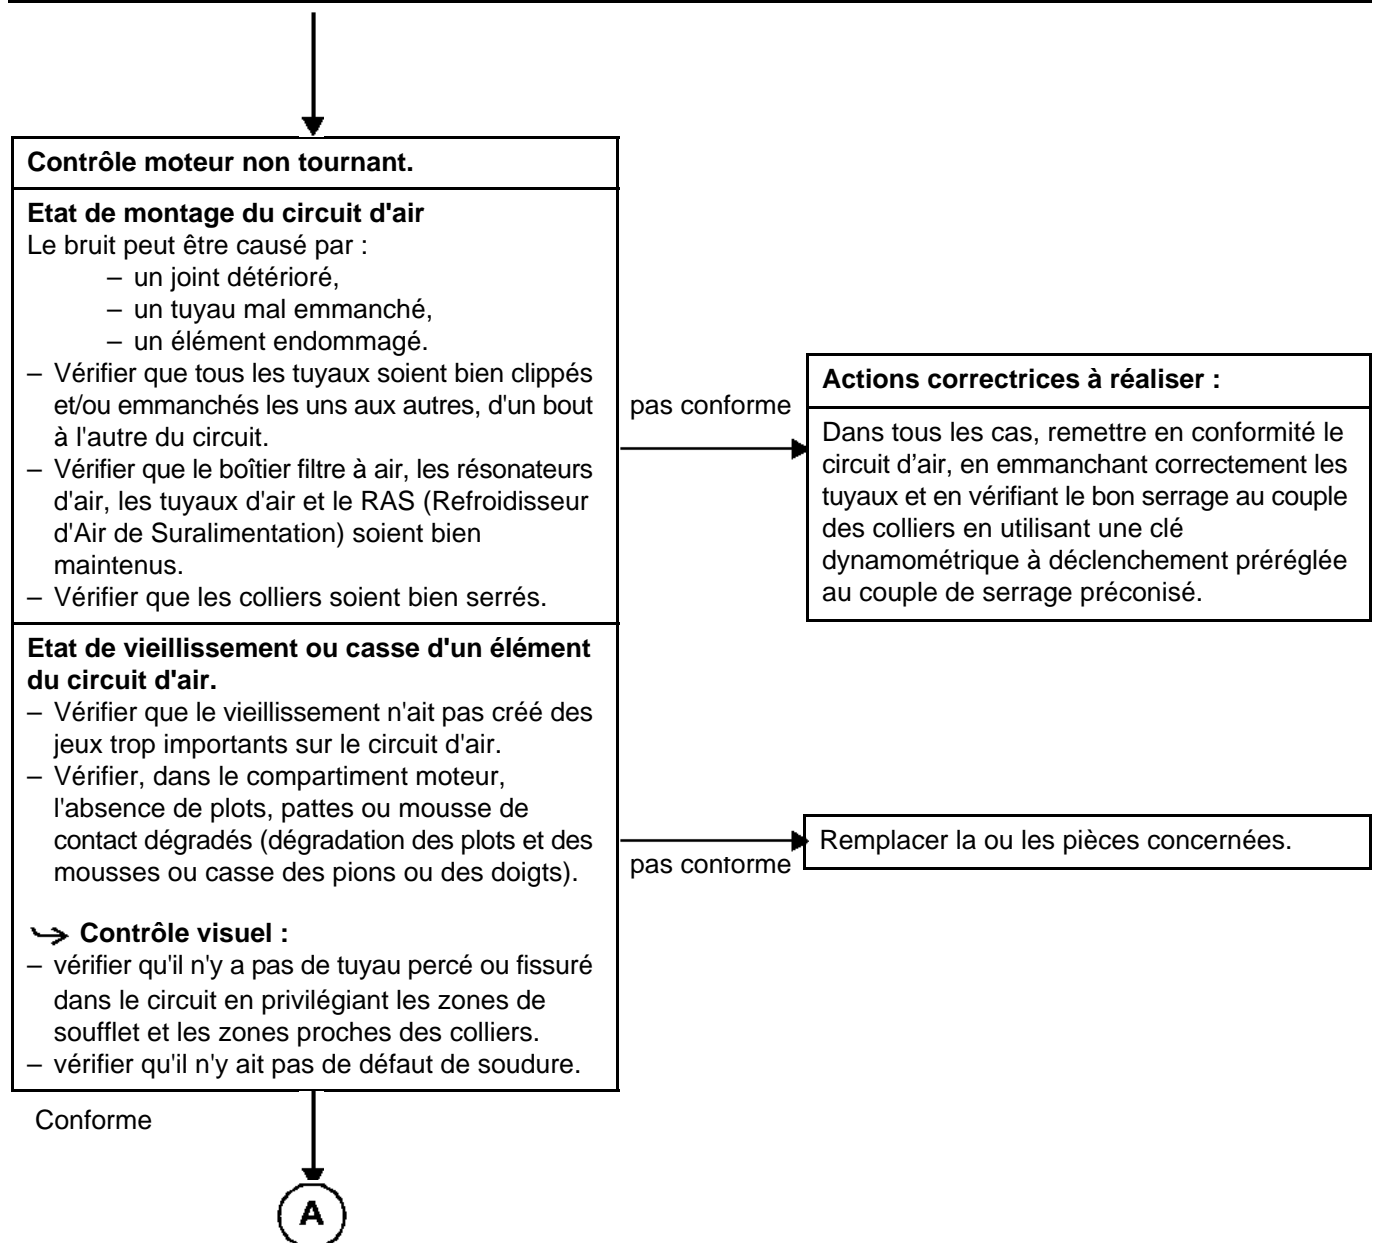 Contrôle moteur non tournant.
Etat de montage du circuit d'air
Le bruit peut être causé par :
– un joint détérioré,
– un tuyau mal emmanché,
– un élément endommagé.
– Vérifier que tous les tuyaux soient bien clippés
et/ou emmanchés les uns aux autres, d'un bout
à l'autre du circuit.
– Vérifier que le boîtier filtre à air, les résonateurs
d'air, les tuyaux d'air et le RAS (Refroidisseur
d'Air de Suralimentation) soient bien
maintenus.
– Vérifier que les colliers soient bien serrés.
pas conforme
Actions correctrices à réaliser :
Dans tous les cas, remettre en conformité le
circuit d’air, en emmanchant correctement les
tuyaux et en vérifiant le bon serrage au couple
des colliers en utilisant une clé
dynamométrique à déclenchement préréglée
au couple de serrage préconisé.
Etat de vieillissement ou casse d'un élément
du circuit d'air.
– Vérifier que le vieillissement n'ait pas créé des
jeux trop importants sur le circuit d'air.
– Vérifier, dans le compartiment moteur,
l'absence de plots, pattes ou mousse de
contact dégradés (dégradation des plots et des
mousses ou casse des pions ou des doigts).
pas conforme
Remplacer la ou les pièces concernées.
Contrôle visuel :
– vérifier qu'il n'y a pas de tuyau percé ou fissuré
dans le circuit en privilégiant les zones de
soufflet et les zones proches des colliers.
– vérifier qu'il n'y ait pas de défaut de soudure.
Conforme
A